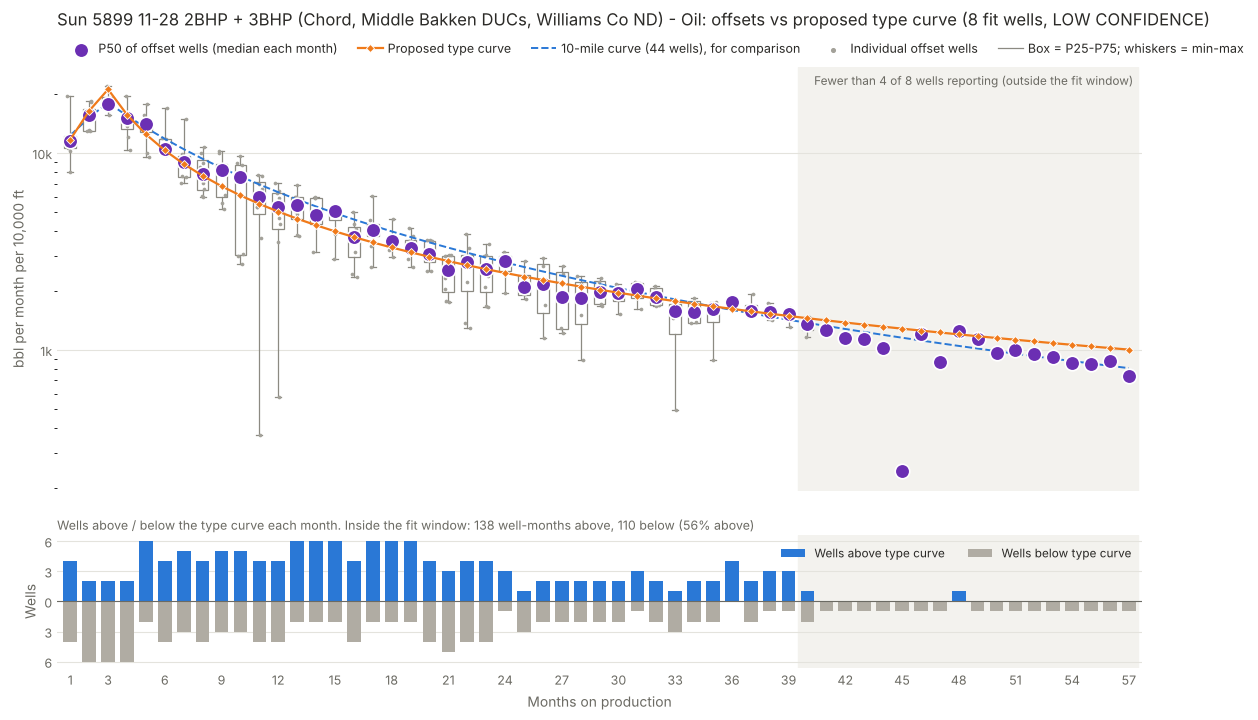 Sun 5899 11-28 2BHP + 3BHP (Chord, Middle Bakken DUCs, Williams Co ND) - Oil: offsets vs proposed type curve (8 fit wells, LOW CONFIDENCE)
P50 of offset wells (median each month) Proposed type curve 10-mile curve (44 wells), for comparison Individual offset wells Box = P25-P75; whiskers = min-max
Fewer than 4 of 8 wells reporting (outside the fit window)
10k
1k
bbl per month per 10,000 ft
Wells above / below the type curve each month. Inside the fit window: 138 well-months above, 110 below (56% above)
Wells above type curve Wells below type curve
6
3
0
3
6
Wells
1 3 6 9 12 15 18 21 24 27 30 33 36 39 42 45 48 51 54 57
Months on production